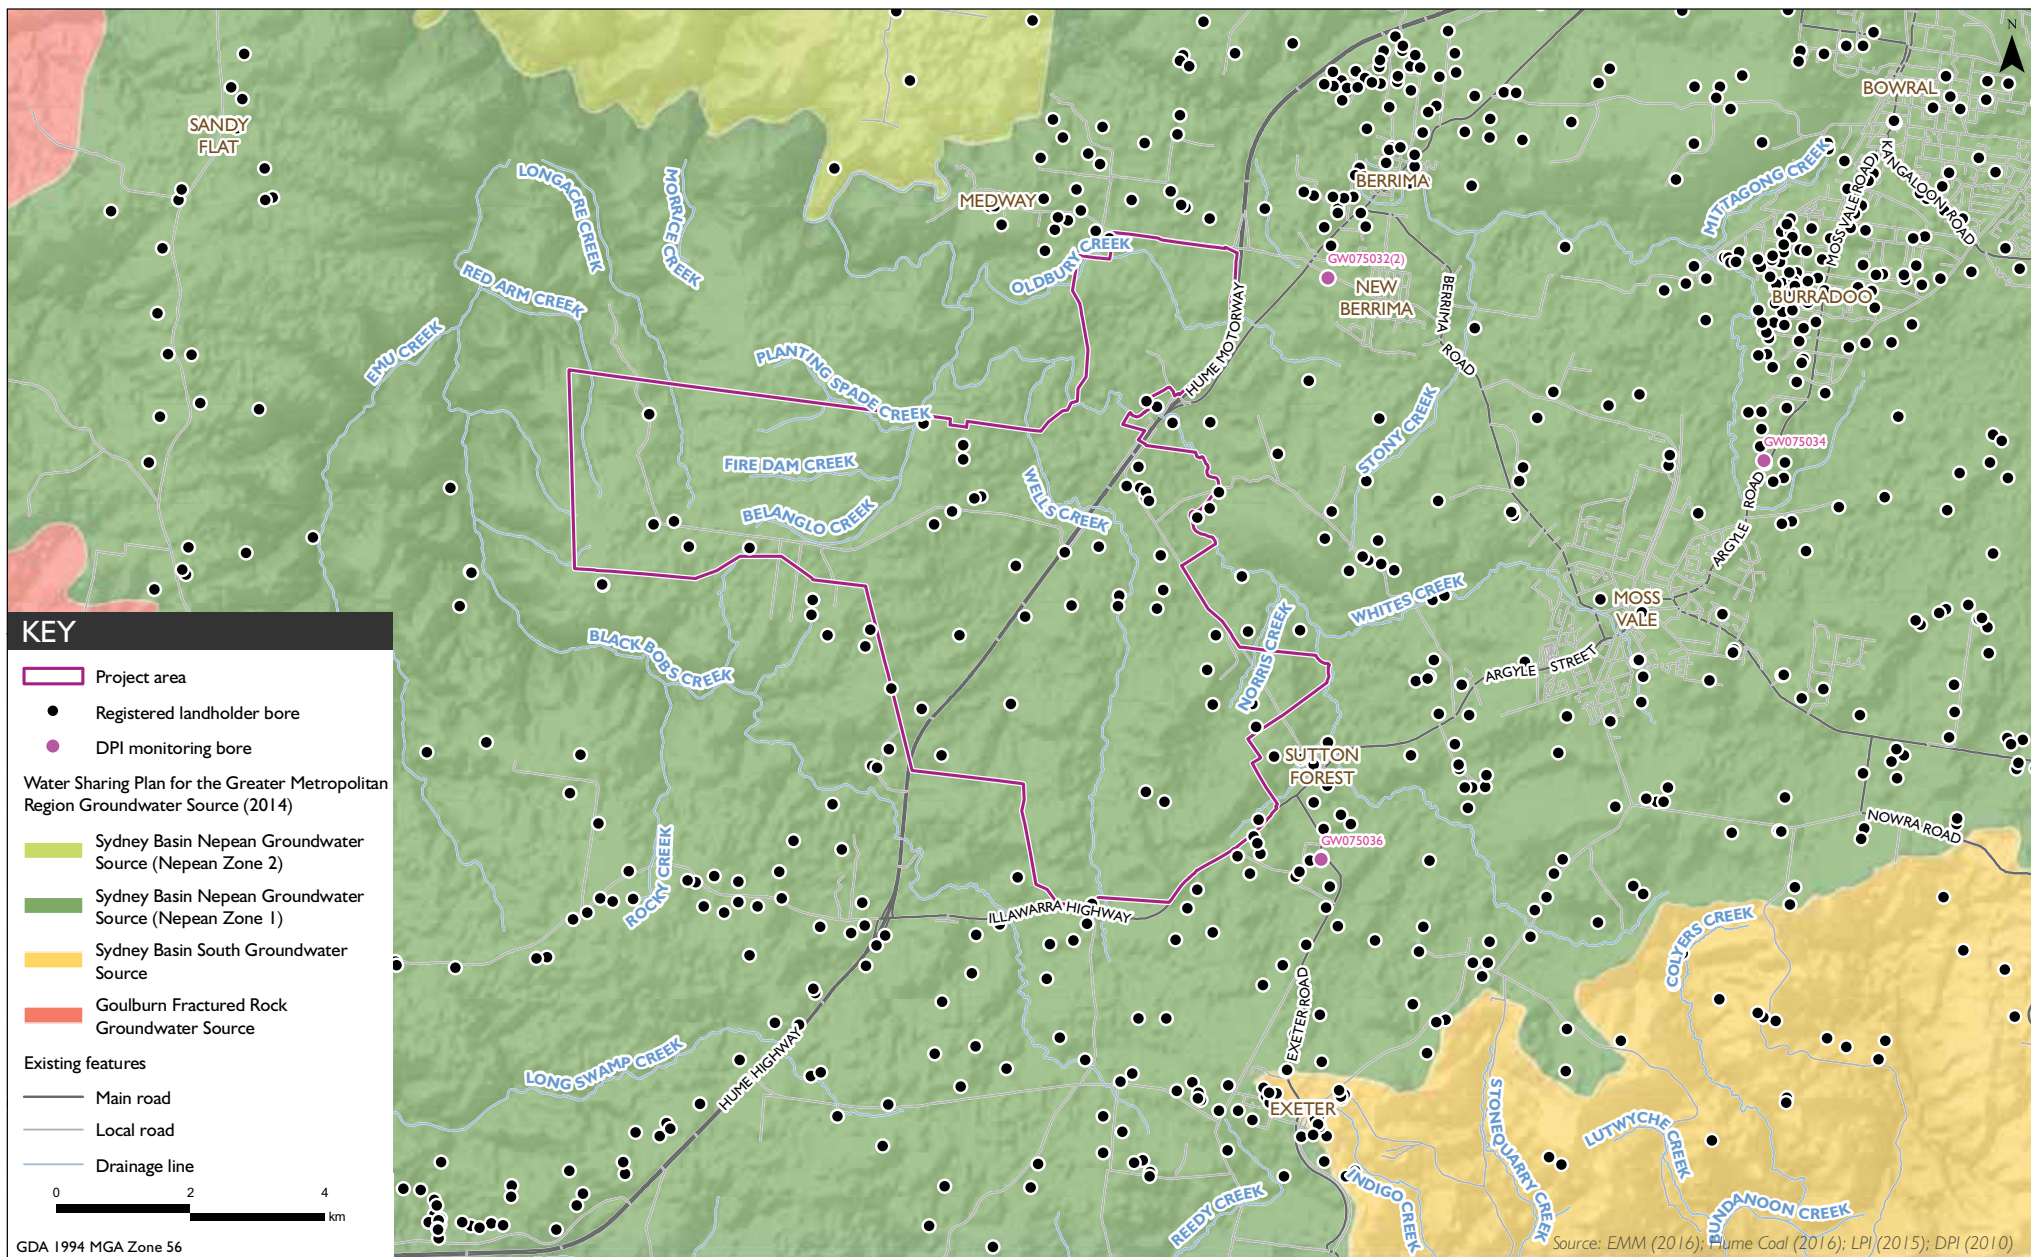 N
BOWRAL
SANDY
FLAT
KANGALOON ROAD
MITTAGONG CREEK
MOSS VALE ROAD
LONGACRE CREEK
MORRICE CREEK
MEDWAY
BERRIMA
OLDBURY CREEK
GW075032(2)
NEW
BERRIMA
BERRIMA ROAD
BURRADOO
RED ARM CREEK
EMU CREEK
HUME MOTORWAY
PLANTING SPADE CREEK
STONY CREEK
GW075034
FIRE DAM CREEK
WELLS CREEK
BELANGLO CREEK
ARGYLE ROAD
WHITES CREEK
MOSS
VALE
NORRIS CREEK
BLACK BOBS CREEK
ARGYLE STREET
SUTTON
FOREST
GW075036
NOWRA ROAD
ROCKY CREEK
ILLAWARRA HIGHWAY
COLYERS CREEK
EXETER ROAD
LONG SWAMP CREEK
HUME HIGHWAY
EXETER
STONEQUARRY CREEK
LUTWYCHE CREEK
REEDY CREEK
INDIGO CREEK
BUNDANOON CREEK
KEY
Project area
Registered landholder bore
DPI monitoring bore
Water Sharing Plan for the Greater Metropolitan
Region Groundwater Source (2014)
Sydney Basin Nepean Groundwater
Source (Nepean Zone 2)
Sydney Basin Nepean Groundwater
Source (Nepean Zone 1)
Sydney Basin South Groundwater
Source
Goulburn Fractured Rock
Groundwater Source
Existing features
Main road
Local road
Drainage line
0 2 4
km
GDA 1994 MGA Zone 56
Source: EMM (2016); Hume Coal (2016); LPI (2015); DPI (2010)